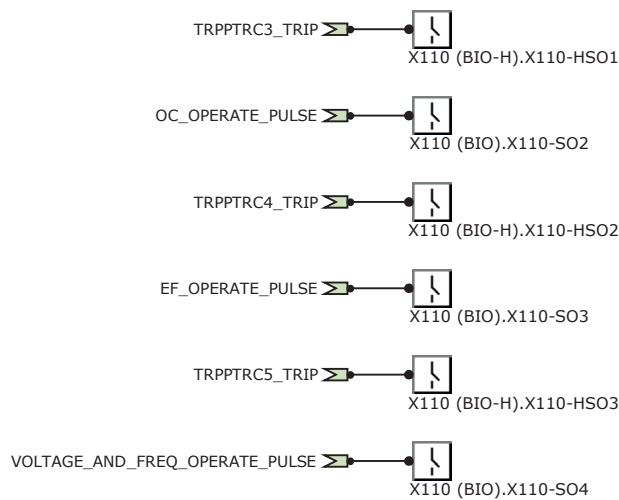 TRPPTRC3_TRIP
X110 (BIO-H).X110-HSO1
OC_OPERATE_PULSE
X110 (BIO).X110-SO2
TRPPTRC4_TRIP
X110 (BIO-H).X110-HSO2
EF_OPERATE_PULSE
X110 (BIO).X110-SO3
TRPPTRC5_TRIP
X110 (BIO-H).X110-HSO3
VOLTAGE_AND_FREQ_OPERATE_PULSE
X110 (BIO).X110-SO4